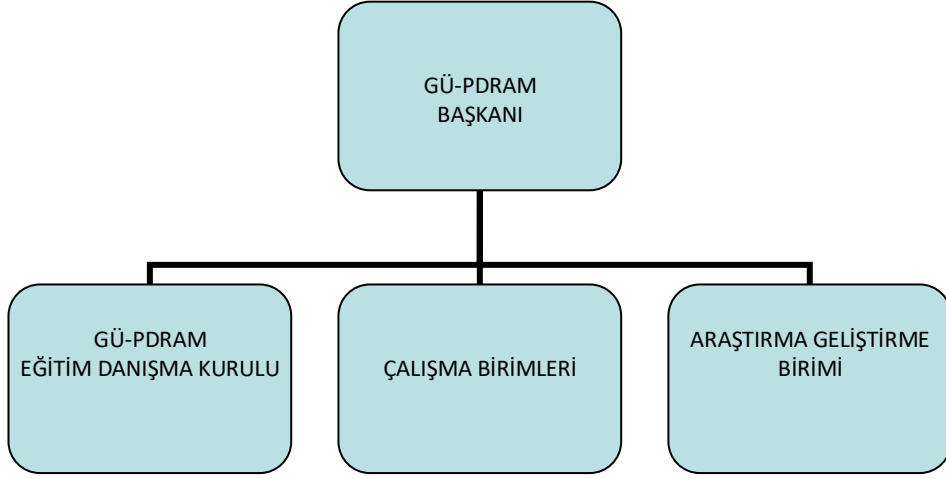 GÜ-PDRAM
BAŞKANI
GÜ-PDRAM
EĞİTİM DANIŞMA KURULU
ÇALIŞMA BİRİMLERİ
ARAŞTIRMA GELİŞTİRME
BİRİMİ